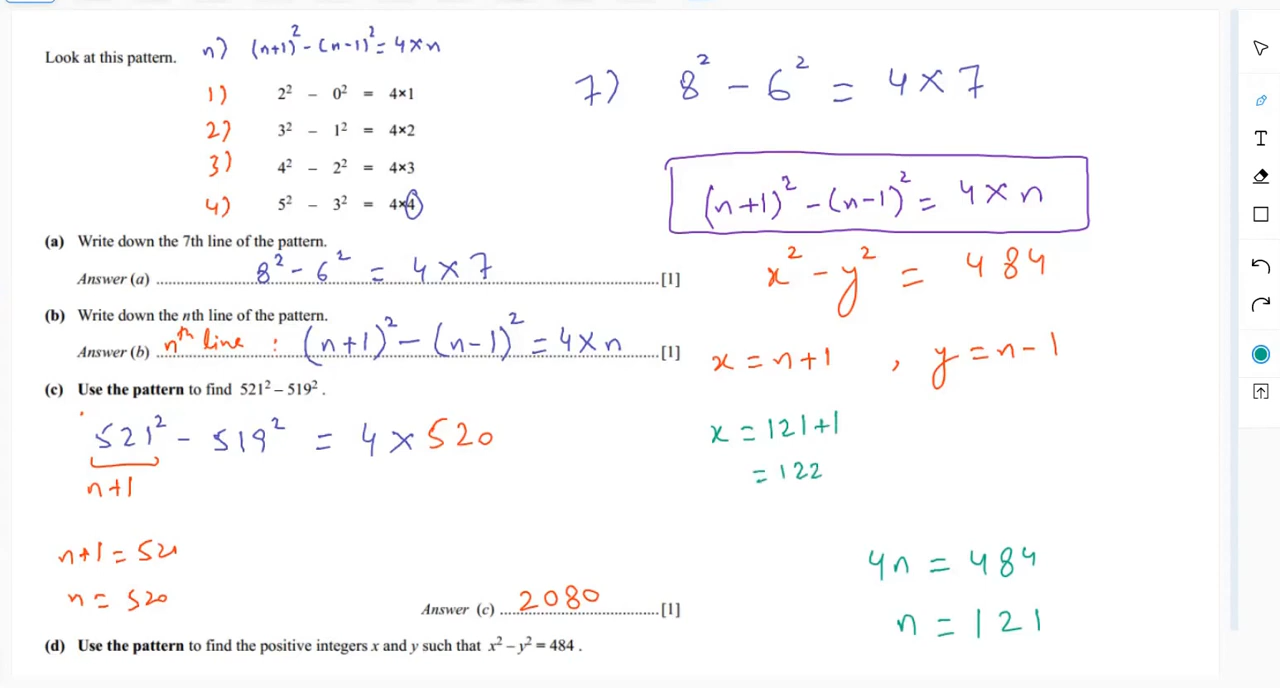 Look at this pattern. n) (n+1)² - (n-1)² = 4×n
1) 2² – 0² = 4×1
2) 3² – 1² = 4×2
3) 4² – 2² = 4×3
4) 5² – 3² = 4×4
(a) Write down the 7th line of the pattern.
Answer (a) 8² - 6² = 4×7 [1]
(b) Write down the nth line of the pattern.
Answer (b) nth line : (n+1)² - (n-1)² = 4×n [1]
(c) Use the pattern to find 521² – 519² .
521² - 519² = 4 × 520
n+1
n+1 = 521
n = 520
Answer (c) 2080 [1]
(d) Use the pattern to find the positive integers x and y such that x² – y² = 484 .
7) 8² - 6² = 4×7
(n+1)² - (n-1)² = 4×n
x² - y² = 484
x = n+1 , y = n-1
x = 121+1
= 122
4n = 484
n = 121
T